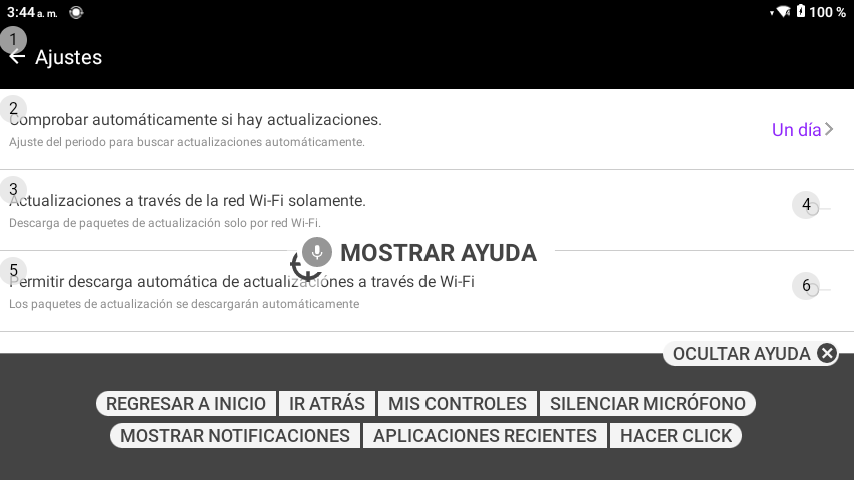 3:44 a. m.
100 %
1
Ajustes
2
Comprobar automáticamente si hay actualizaciones.
Ajuste del periodo para buscar actualizaciones automáticamente.
Un día
3
Actualizaciones a través de la red Wi-Fi solamente.
Descarga de paquetes de actualización solo por red Wi-Fi.
4
MOSTRAR AYUDA
5
Permitir descarga automática de actualizaciones a través de Wi-Fi
Los paquetes de actualización se descargarán automáticamente
6
OCULTAR AYUDA
REGRESAR A INICIO IR ATRÁS MIS CONTROLES SILENCIAR MICRÓFONO
MOSTRAR NOTIFICACIONES APLICACIONES RECIENTES HACER CLICK